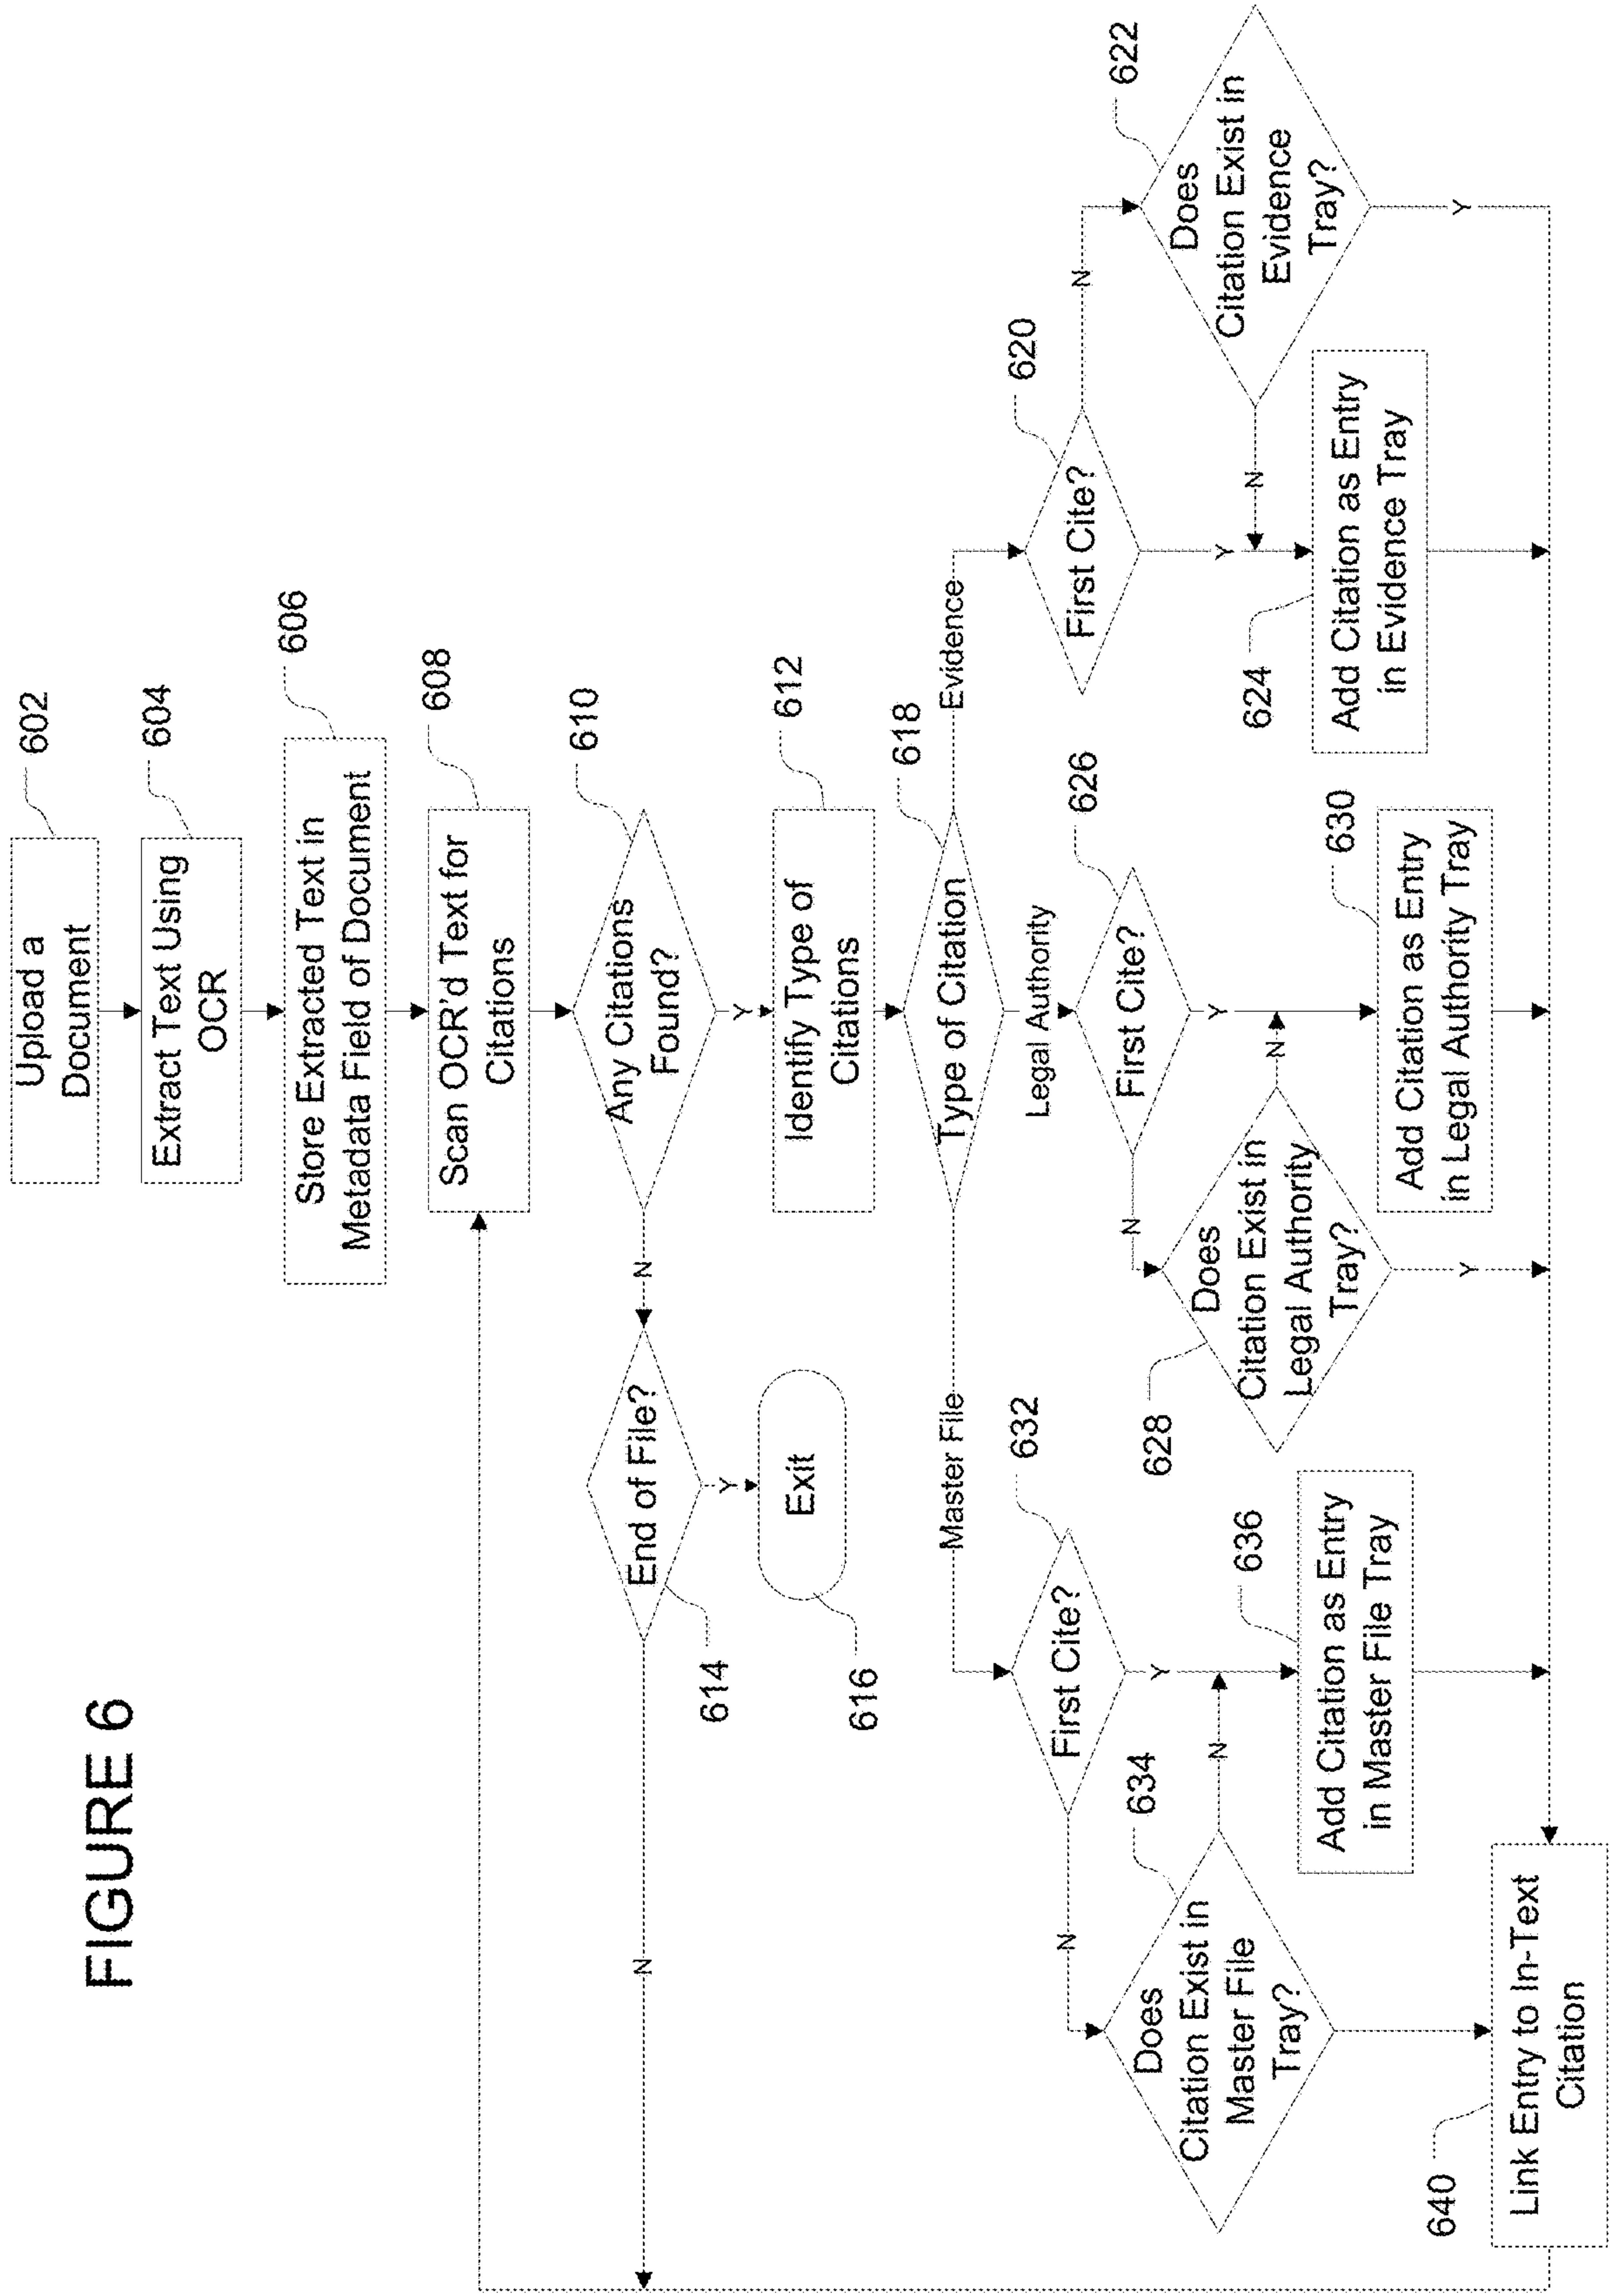 FIGURE 6
Upload a
Document
602
Extract Text Using
OCR
604
Store Extracted Text in
Metadata Field of Document
606
Scan OCR'd Text for
Citations
608
Any Citations
Found?
610
N
Y
End of File?
614
N
Y
Exit
616
Identify Type of
Citations
612
Type of Citation
618
Master File
Legal Authority
Evidence
First Cite?
632
N
Y
Does
Citation Exist in
Master File
Tray?
634
N
Add Citation as Entry
in Master File Tray
636
First Cite?
626
N
Y
Does
Citation Exist in
Legal Authority
Tray?
628
N
Y
Add Citation as Entry
in Legal Authority Tray
630
First Cite?
620
N
Y
Does
Citation Exist in
Evidence
Tray?
622
N
Y
Add Citation as Entry
in Evidence Tray
624
Link Entry to In-Text
Citation
640